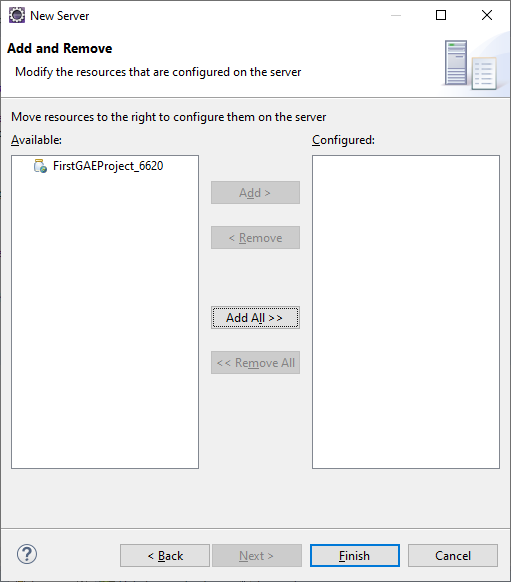 New Server
Add and Remove
Modify the resources that are configured on the server
Move resources to the right to configure them on the server
Available:
Configured:
FirstGAEProject_6620
Add >
< Remove
Add All >>
<< Remove All
?
< Back
Next >
Finish
Cancel